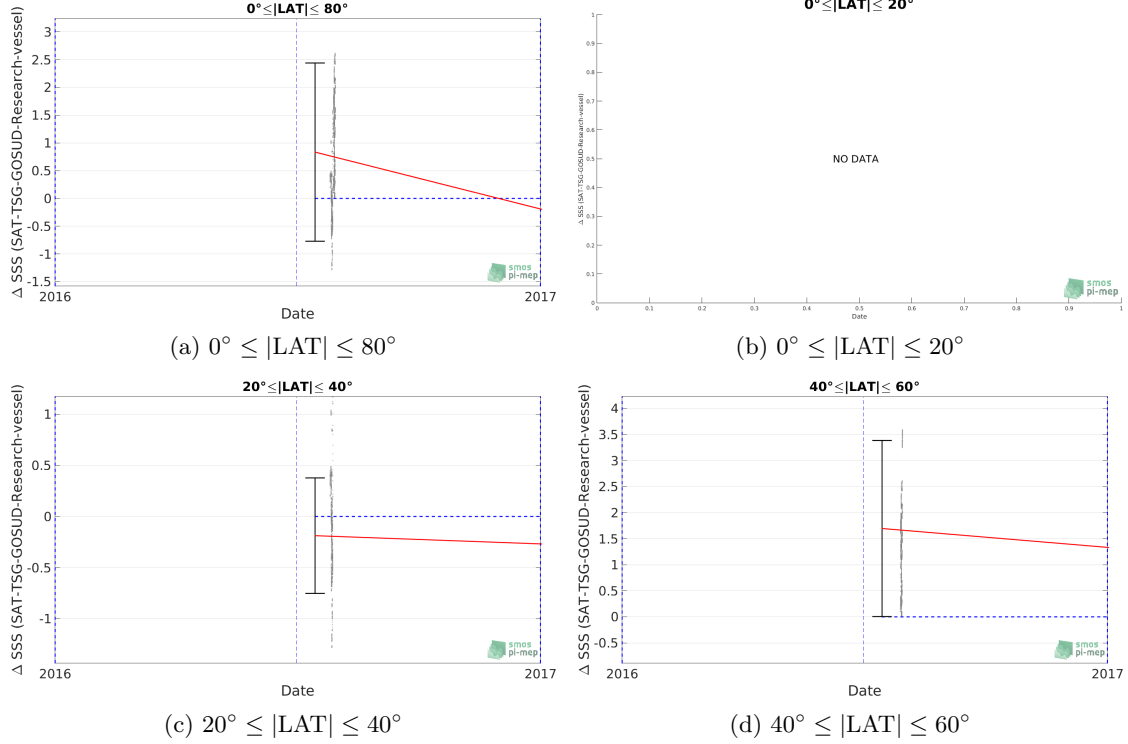 0°≤|LAT|≤ 80°
Δ SSS (SAT-TSG-GOSUD-Research-vessel)
3
2.5
2
1.5
1
0.5
0
-0.5
-1
-1.5
2016
2017
Date
smos
pi-mep
(a) 0° ≤ |LAT| ≤ 80°
0°≤|LAT|≤ 20°
Δ SSS (SAT-TSG-GOSUD-Research-vessel)
1
0.9
0.8
0.7
0.6
0.5
0.4
0.3
0.2
0.1
0
NO DATA
0
0.1
0.2
0.3
0.4
0.5
0.6
0.7
0.8
0.9
1
Date
smos
pi-mep
(b) 0° ≤ |LAT| ≤ 20°
20°≤|LAT|≤ 40°
Δ SSS (SAT-TSG-GOSUD-Research-vessel)
1
0.5
0
-0.5
-1
2016
2017
Date
smos
pi-mep
(c) 20° ≤ |LAT| ≤ 40°
40°≤|LAT|≤ 60°
Δ SSS (SAT-TSG-GOSUD-Research-vessel)
4
3.5
3
2.5
2
1.5
1
0.5
0
-0.5
2016
2017
Date
smos
pi-mep
(d) 40° ≤ |LAT| ≤ 60°